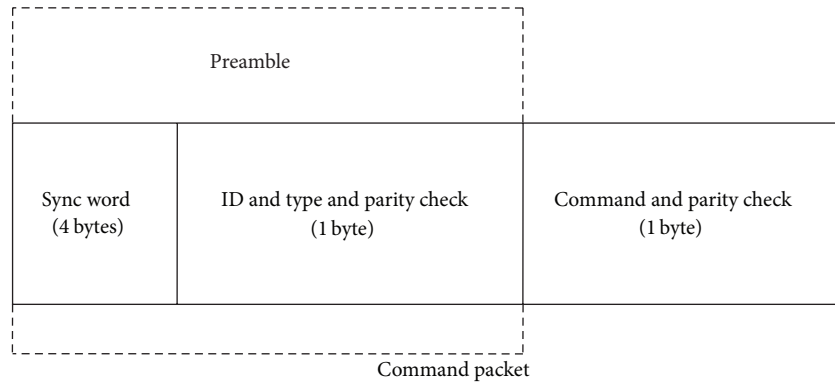 Preamble
Sync word
(4 bytes)
ID and type and parity check
(1 byte)
Command and parity check
(1 byte)
Command packet